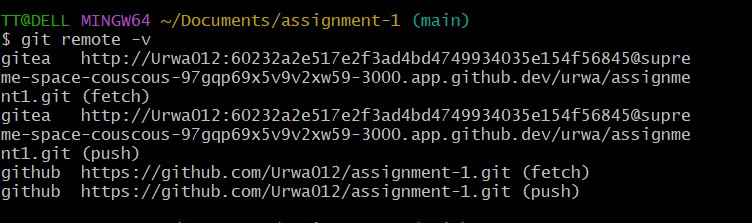 TT@DELL MINGW64 ~/Documents/assignment-1 (main)
$ git remote -v
gitea   http://Urwa012:60232a2e517e2f3ad4bd4749934035e154f56845@supre
me-space-couscous-97gqp69x5v9v2xw59-3000.app.github.dev/urwa/assignme
nt1.git (fetch)
gitea   http://Urwa012:60232a2e517e2f3ad4bd4749934035e154f56845@supre
me-space-couscous-97gqp69x5v9v2xw59-3000.app.github.dev/urwa/assignme
nt1.git (push)
github  https://github.com/Urwa012/assignment-1.git (fetch)
github  https://github.com/Urwa012/assignment-1.git (push)